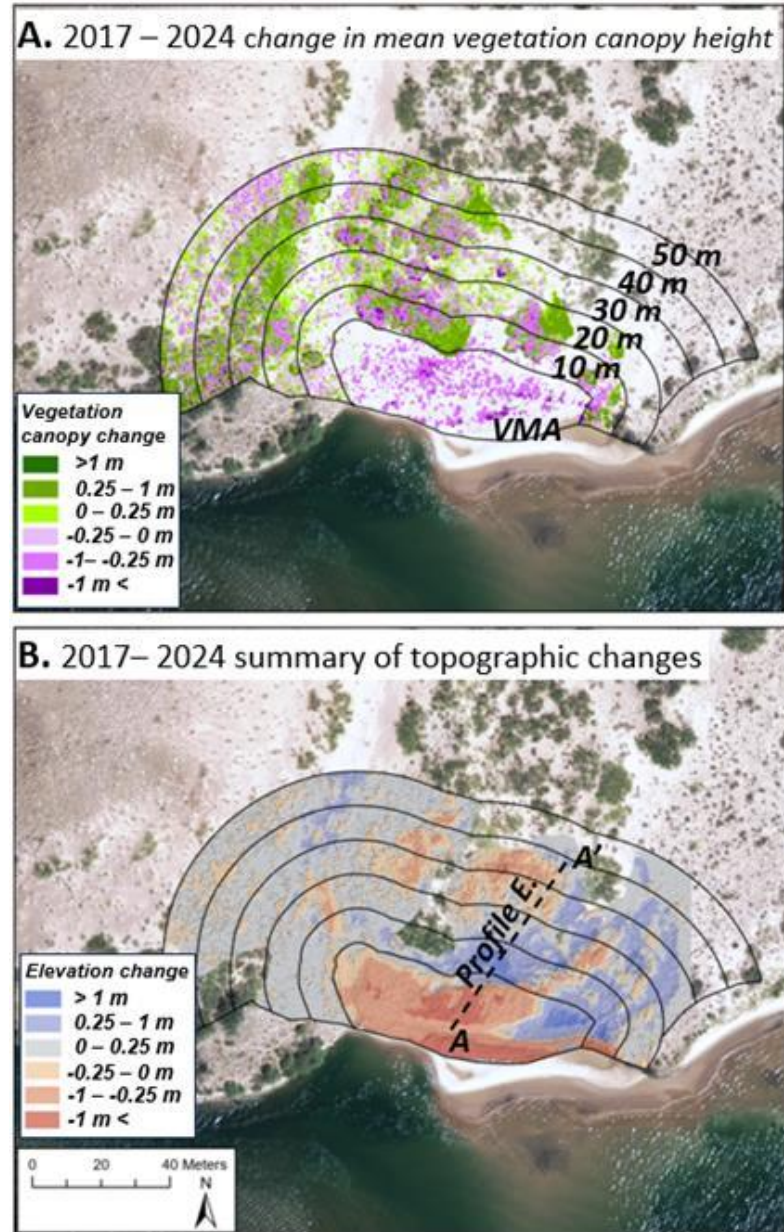 A. 2017 – 2024 change in mean vegetation canopy height
50 m
40 m
30 m
20 m
10 m
VMA
Vegetation
canopy change
>1 m
0.25 – 1 m
0 – 0.25 m
-0.25 – 0 m
-1– -0.25 m
-1 m <
B. 2017– 2024 summary of topographic changes
A'
Profile E.
A
Elevation change
> 1 m
0.25 – 1 m
0 – 0.25 m
-0.25 – 0 m
-1 – -0.25 m
-1 m <
0 20 40 Meters
N